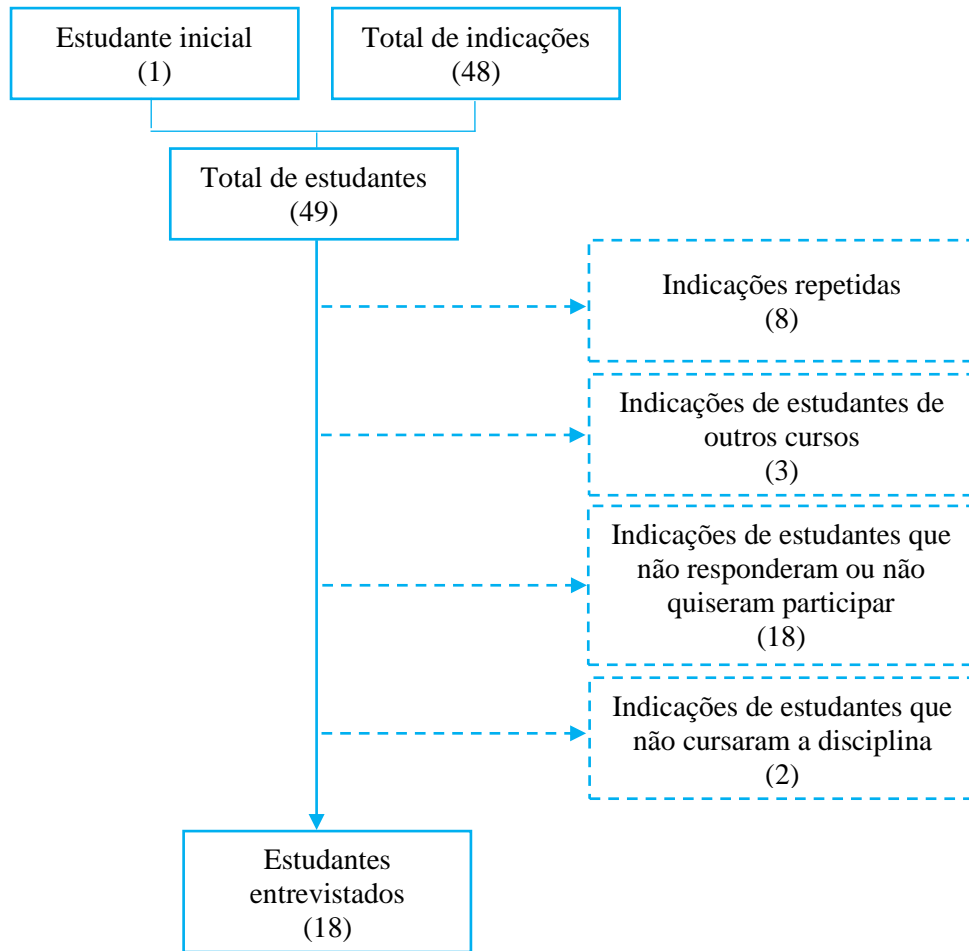 Estudante inicial
(1)
Total de indicações
(48)
Total de estudantes
(49)
Indicações repetidas
(8)
Indicações de estudantes de
outros cursos
(3)
Indicações de estudantes que
não responderam ou não
quiseram participar
(18)
Indicações de estudantes que
não cursaram a disciplina
(2)
Estudantes
entrevistados
(18)